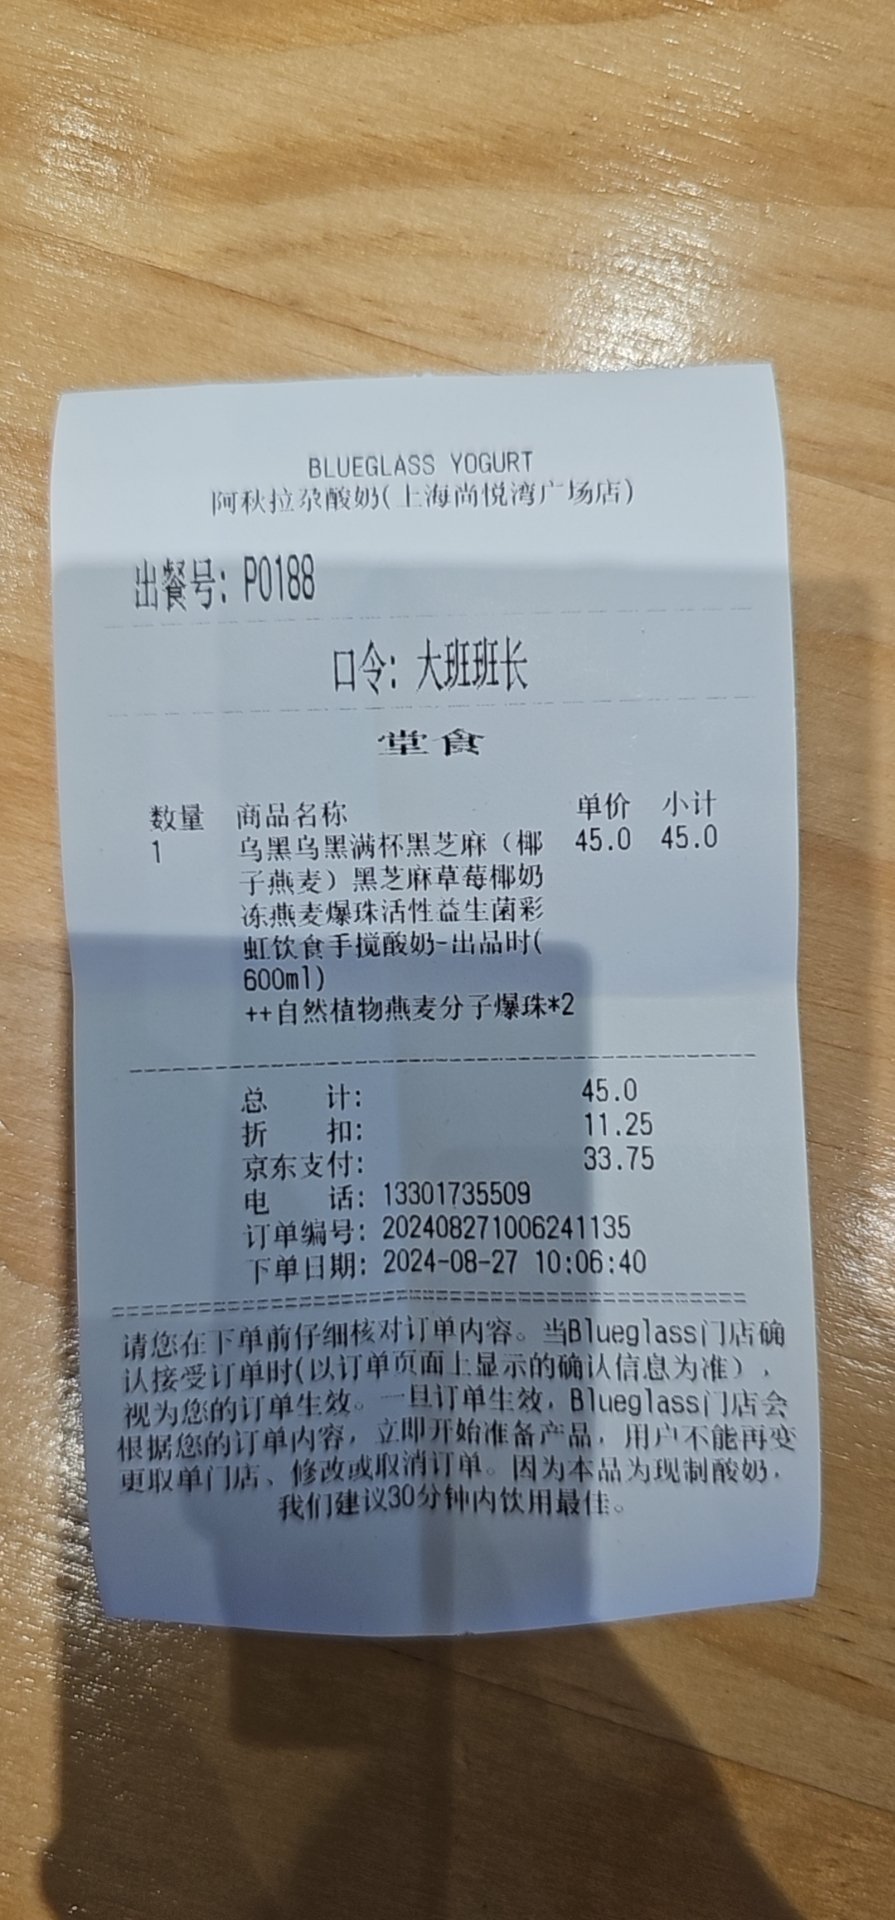 BLUEGLASS YOGURT
阿秋拉尕酸奶(上海尚悦湾广场店)
出餐号: P0188
口令: 大班班长
堂食
数量 商品名称 单价 小计
1 乌黑乌黑满杯黑芝麻（椰 45.0 45.0
子燕麦）黑芝麻草莓椰奶
冻燕麦爆珠活性益生菌彩
虹饮食手搅酸奶-出品时(
600ml)
++自然植物燕麦分子爆珠*2
总 计: 45.0
折 扣: 11.25
京东支付: 33.75
电 话: 13301735509
订单编号: 202408271006241135
下单日期: 2024-08-27 10:06:40
请您在下单前仔细核对订单内容。当Blueglass门店确
认接受订单时(以订单页面上显示的确认信息为准），
视为您的订单生效。一旦订单生效，Blueglass门店会
根据您的订单内容，立即开始准备产品，用户不能再变
更取单门店、修改或取消订单。因为本品为现制酸奶，
我们建议30分钟内饮用最佳。